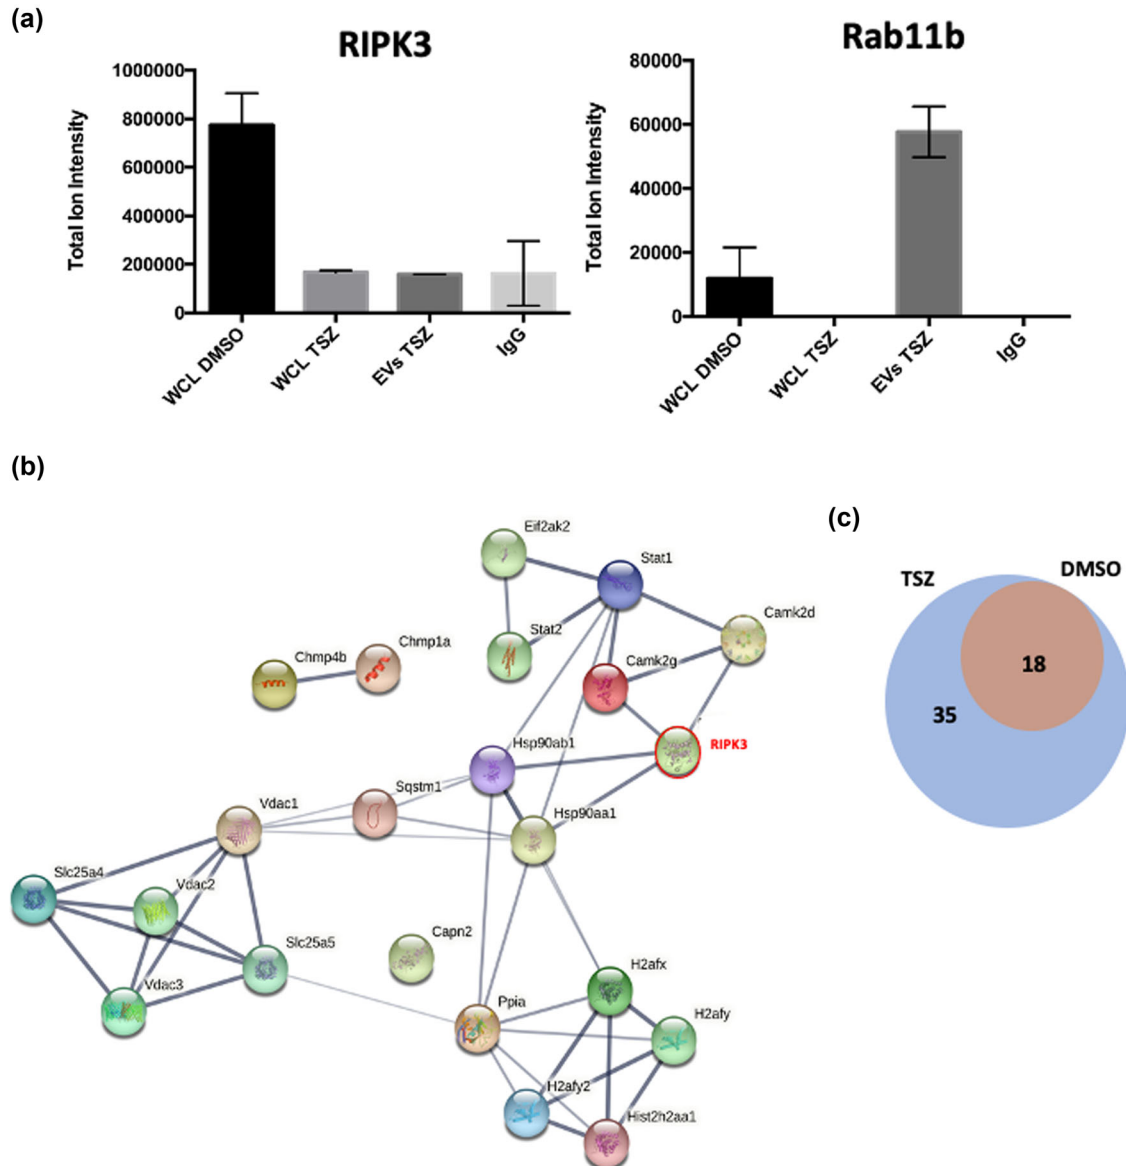 (a)
RIPK3
Total Ion Intensity
1000000
800000
600000
400000
200000
0
WCL DMSO
WCL TSZ
EVs TSZ
IgG
Rab11b
Total Ion Intensity
80000
60000
40000
20000
0
WCL DMSO
WCL TSZ
EVs TSZ
IgG
(b)
Eif2ak2
Stat1
Stat2
Camk2d
Chmp4b
Chmp1a
Camk2g
RIPK3
Hsp90ab1
Sqstm1
Hsp90aa1
Vdac1
Slc25a4
Vdac2
Capn2
Slc25a5
Vdac3
H2afx
Ppia
H2afy
H2afy2
Hist2h2aa1
(c)
TSZ
DMSO
18
35